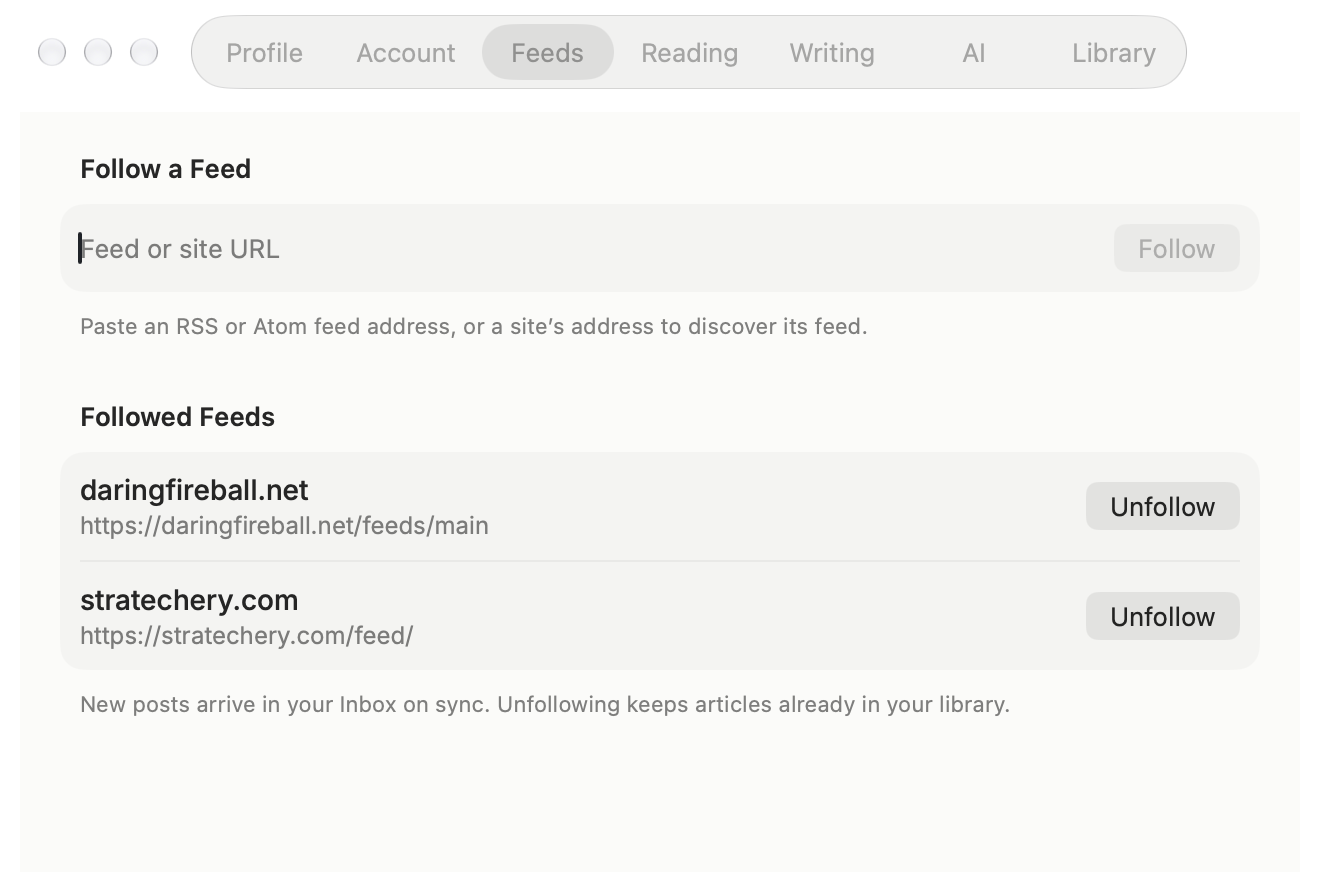 Profile Account Feeds Reading Writing AI Library
Follow a Feed
Feed or site URL Follow
Paste an RSS or Atom feed address, or a site’s address to discover its feed.
Followed Feeds
daringfireball.net
https://daringfireball.net/feeds/main
Unfollow
stratechery.com
https://stratechery.com/feed/
Unfollow
New posts arrive in your Inbox on sync. Unfollowing keeps articles already in your library.